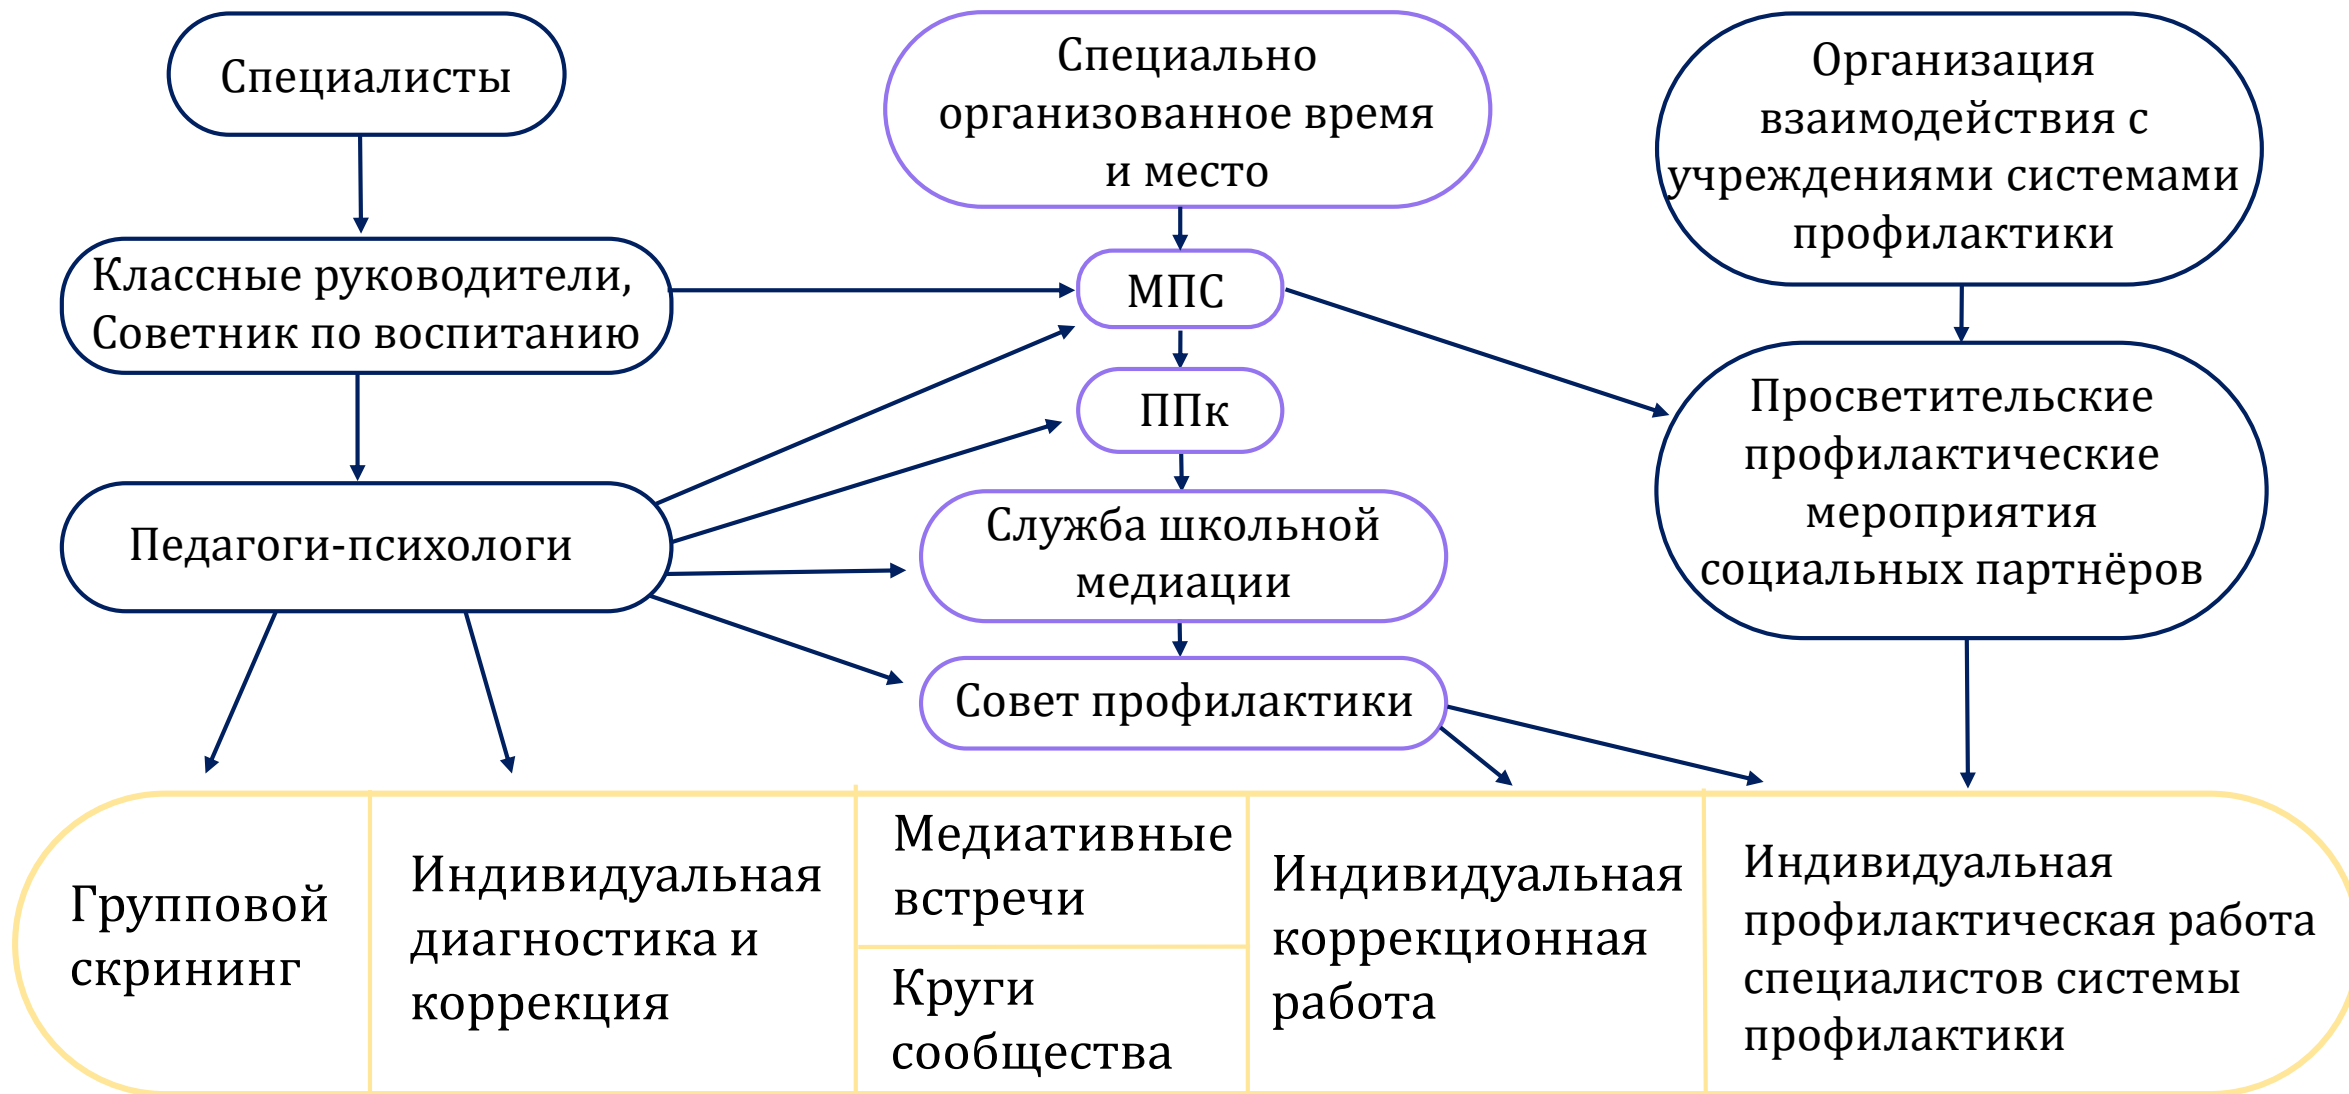 Специалисты
Специально
организованное время
и место
Организация
взаимодействия с
учреждениями системами
профилактики
Классные руководители,
Советник по воспитанию
МПС
ППк
Просветительские
профилактические
мероприятия
социальных партнёров
Педагоги-психологи
Служба школьной
медиации
Совет профилактики
Групповой
скрининг
Индивидуальная
диагностика и
коррекция
Медиативные
встречи
Круги
сообщества
Индивидуальная
коррекционная
работа
Индивидуальная
профилактическая работа
специалистов системы
профилактики